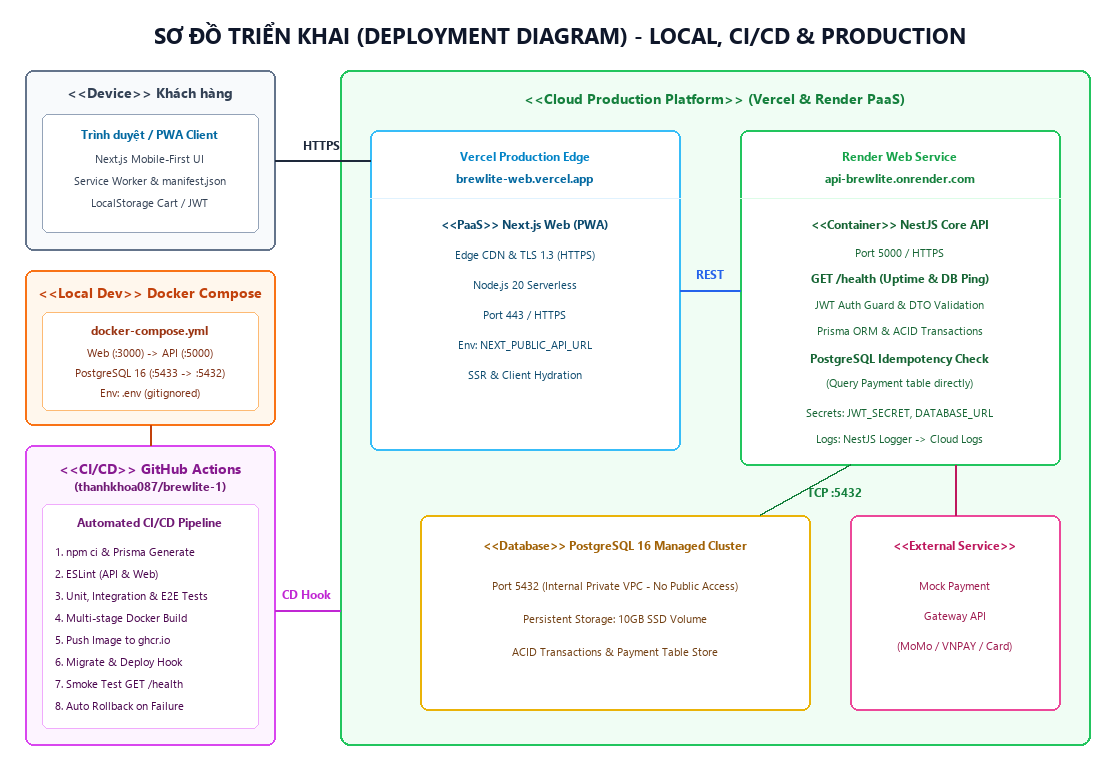 SƠ ĐỒ TRIỂN KHAI (DEPLOYMENT DIAGRAM) - LOCAL, CI/CD & PRODUCTION
<<Device>> Khách hàng
Trình duyệt / PWA Client
Next.js Mobile-First UI
Service Worker & manifest.json
LocalStorage Cart / JWT
HTTPS
<<Local Dev>> Docker Compose
docker-compose.yml
Web (:3000) -> API (:5000)
PostgreSQL 16 (:5433 -> :5432)
Env: .env (gitignored)
<<CI/CD>> GitHub Actions
(thanhkhoa087/brewlite-1)
Automated CI/CD Pipeline
1. npm ci & Prisma Generate
2. ESLint (API & Web)
3. Unit, Integration & E2E Tests
4. Multi-stage Docker Build
5. Push Image to ghcr.io
6. Migrate & Deploy Hook
7. Smoke Test GET /health
8. Auto Rollback on Failure
CD Hook
<<Cloud Production Platform>> (Vercel & Render PaaS)
Vercel Production Edge
brewlite-web.vercel.app
<<PaaS>> Next.js Web (PWA)
Edge CDN & TLS 1.3 (HTTPS)
Node.js 20 Serverless
Port 443 / HTTPS
Env: NEXT_PUBLIC_API_URL
SSR & Client Hydration
REST
Render Web Service
api-brewlite.onrender.com
<<Container>> NestJS Core API
Port 5000 / HTTPS
GET /health (Uptime & DB Ping)
JWT Auth Guard & DTO Validation
Prisma ORM & ACID Transactions
PostgreSQL Idempotency Check
(Query Payment table directly)
Secrets: JWT_SECRET, DATABASE_URL
Logs: NestJS Logger -> Cloud Logs
TCP :5432
<<Database>> PostgreSQL 16 Managed Cluster
Port 5432 (Internal Private VPC - No Public Access)
Persistent Storage: 10GB SSD Volume
ACID Transactions & Payment Table Store
<<External Service>>
Mock Payment
Gateway API
(MoMo / VNPAY / Card)